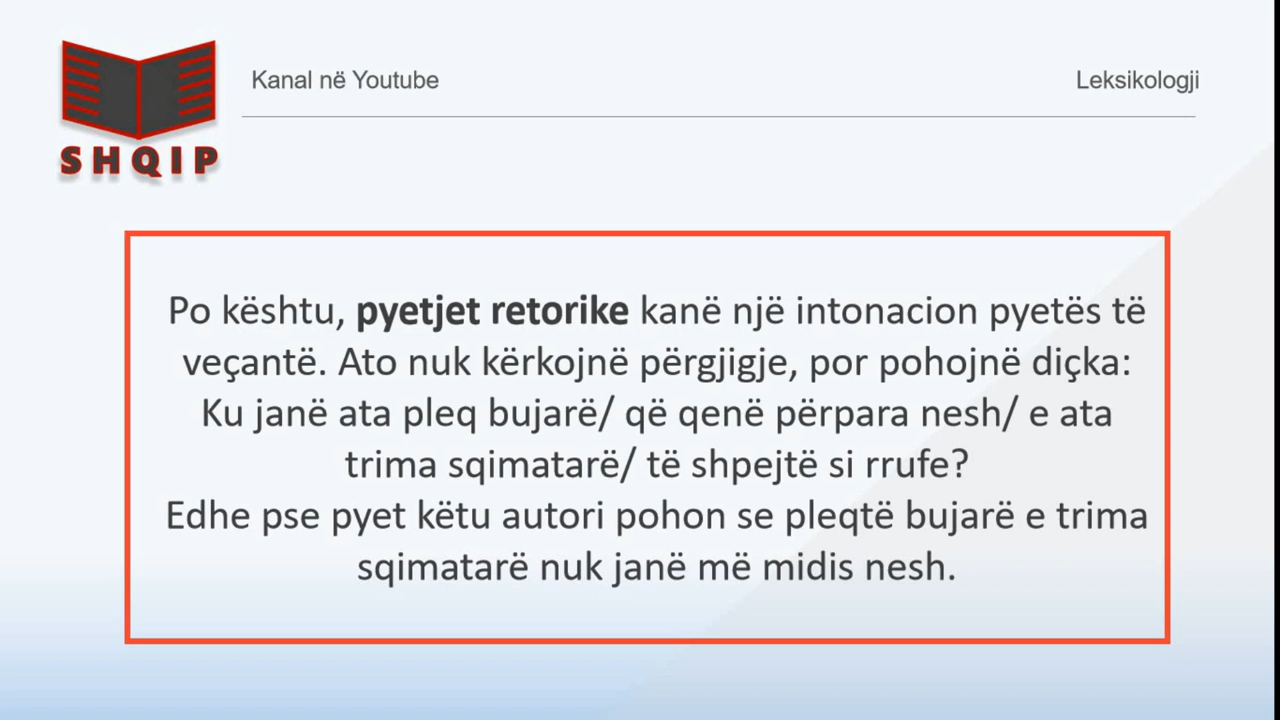 SHQIP
Kanal në Youtube
Leksikologji
Po kështu, pyetjet retorike kanë një intonacion pyetës të
veçantë. Ato nuk kërkojnë përgjigje, por pohojnë diçka:
Ku janë ata pleq bujarë/ që qenë përpara nesh/ e ata
trima sqimatarë/ të shpejtë si rrufe?
Edhe pse pyet këtu autori pohon se pleqtë bujarë e trima
sqimatarë nuk janë më midis nesh.